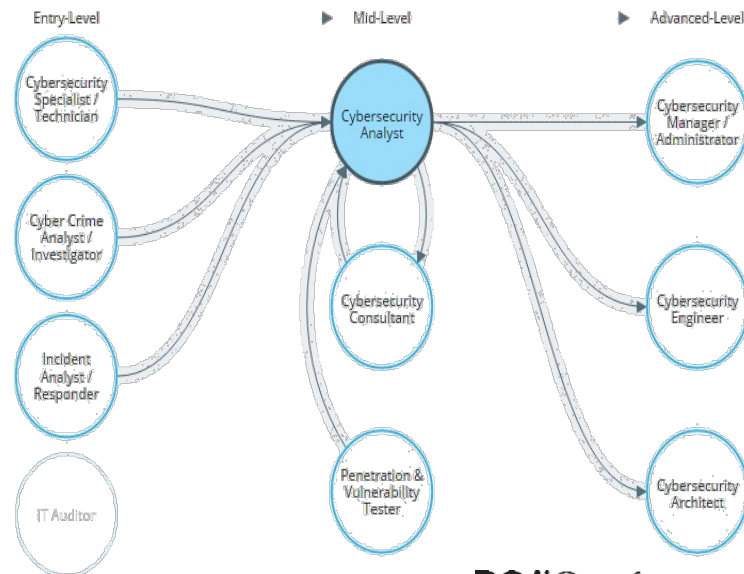 Entry-Level
Mid-Level
Advanced-Level
Cybersecurity
Specialist /
Technician
Cyber Crime
Analyst /
Investigator
Incident
Analyst /
Responder
IT Auditor
Cybersecurity
Analyst
Cybersecurity
Consultant
Penetration &
Vulnerability
Tester
Cybersecurity
Manager /
Administrator
Cybersecurity
Engineer
Cybersecurity
Architect